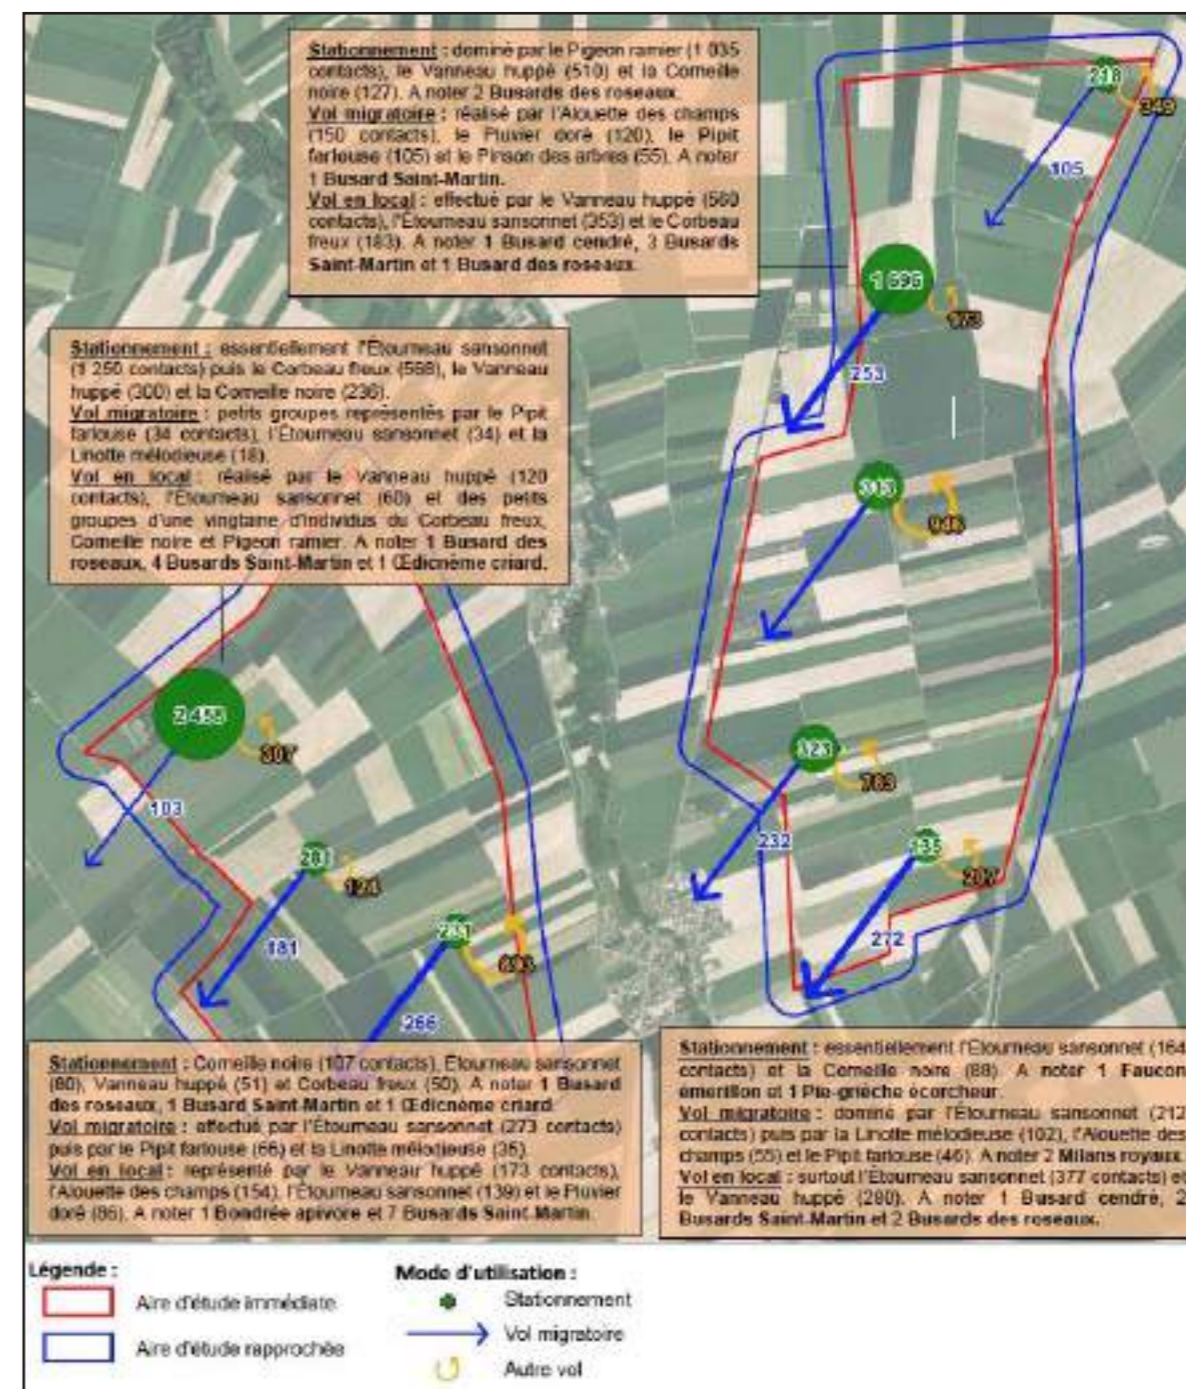 Stationnement : dominé par le Pigeon ramier (1 035
contacts), le Vanneau huppé (510) et la Corneille
noire (127). A noter 2 Busards des roseaux.
Vol migratoire : réalisé par l'Alouette des champs
(150 contacts), le Pluvier doré (120), le Pipit
farlouse (105) et le Pinson des arbres (55). A noter
1 Busard Saint-Martin.
Vol en local : effectué par le Vanneau huppé (560
contacts), l'Étourneau sansonnet (353) et le Corbeau
freux (183). A noter 1 Busard cendré, 3 Busards
Saint-Martin et 1 Busard des roseaux.
349
105
973
253
Stationnement : essentiellement l'Étourneau sansonnet
(1 250 contacts) puis le Corbeau freux (568), le Vanneau
huppé (300) et la Corneille noire (236).
Vol migratoire : petits groupes représentés par le Pipit
farlouse (34 contacts), l'Étourneau sansonnet (34) et la
Linotte mélodieuse (18).
Vol en local : réalisé par le Vanneau huppé (120
contacts), l'Étourneau sansonnet (60) et des petits
groupes d'une vingtaine d'individus du Corbeau freux,
Corneille noire et Pigeon ramier. A noter 1 Busard des
roseaux, 4 Busards Saint-Martin et 1 Œdicnème criard.
313
946
307
103
323
783
232
135
207
272
281
124
181
893
266
Stationnement : Corneille noire (107 contacts), Étourneau sansonnet
(80), Vanneau huppé (51) et Corbeau freux (50). A noter 1 Busard
des roseaux, 1 Busard Saint-Martin et 1 Œdicnème criard.
Vol migratoire : effectué par l'Étourneau sansonnet (273 contacts)
puis par le Pipit farlouse (66) et la Linotte mélodieuse (35).
Vol en local : représenté par le Vanneau huppé (173 contacts),
l'Alouette des champs (154), l'Étourneau sansonnet (139) et le Pluvier
doré (86). A noter 1 Bondrée apivore et 7 Busards Saint-Martin.
Stationnement : essentiellement l'Étourneau sansonnet (164
contacts) et la Corneille noire (88). A noter 1 Faucon
émerillon et 1 Pie-grièche écorcheur.
Vol migratoire : dominé par l'Étourneau sansonnet (212
contacts) puis par la Linotte mélodieuse (102), l'Alouette des
champs (55) et le Pipit farlouse (46). A noter 2 Milans royaux.
Vol en local : surtout l'Étourneau sansonnet (377 contacts) et
le Vanneau huppé (280). A noter 1 Busard cendré, 2
Busards Saint-Martin et 2 Busards des roseaux.
Légende :
Aire d'étude immédiate
Aire d'étude rapprochée
Mode d'utilisation :
Stationnement
Vol migratoire
Autre vol